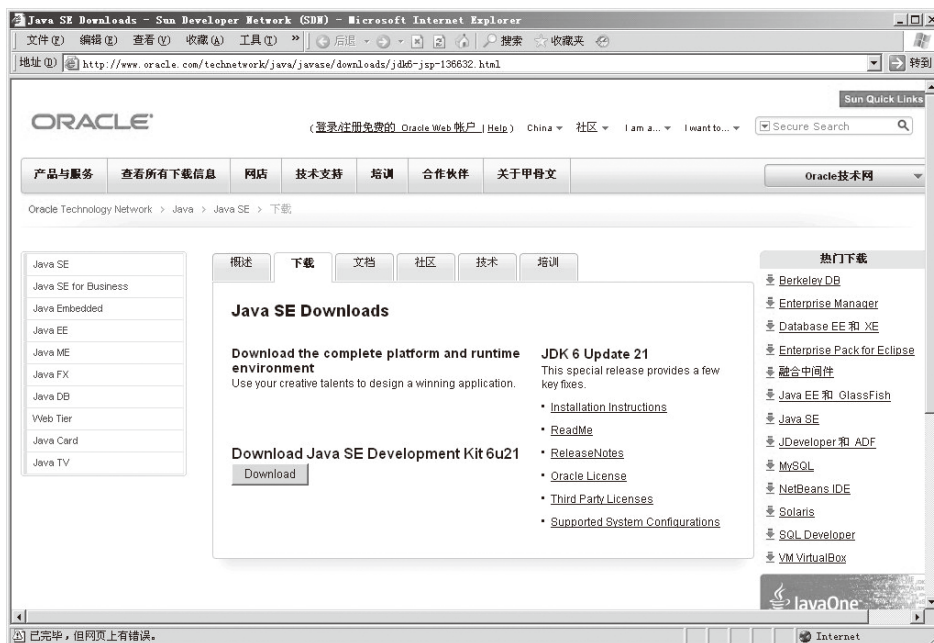 Java SE Downloads - Sun Developer Network (SDN) - Microsoft Internet Explorer
文件(F) 编辑(E) 查看(V) 收藏(A) 工具(T) » 后退 搜索 收藏夹
地址(D) http://www.oracle.com/technetwork/java/javase/downloads/jdk6-jsp-136632.html 转到
Sun Quick Links
ORACLE
(登录/注册免费的 Oracle Web 帐户 | Help) China 社区 I am a... I want to... Secure Search
产品与服务 查看所有下载信息 网店 技术支持 培训 合作伙伴 关于甲骨文 Oracle技术网
Oracle Technology Network > Java > Java SE > 下载
Java SE
Java SE for Business
Java Embedded
Java EE
Java ME
Java FX
Java DB
Web Tier
Java Card
Java TV
概述 下载 文档 社区 技术 培训
Java SE Downloads
Download the complete platform and runtime
environment
Use your creative talents to design a winning application.
Download Java SE Development Kit 6u21
Download
JDK 6 Update 21
This special release provides a few
key fixes.
Installation Instructions
ReadMe
ReleaseNotes
Oracle License
Third Party Licenses
Supported System Configurations
热门下载
Berkeley DB
Enterprise Manager
Database EE 和 XE
Enterprise Pack for Eclipse
融合中间件
Java EE 和 GlassFish
Java SE
JDeveloper 和 ADF
MySQL
NetBeans IDE
Solaris
SQL Developer
VM VirtualBox
JavaOne
已完毕，但网页上有错误。 Internet